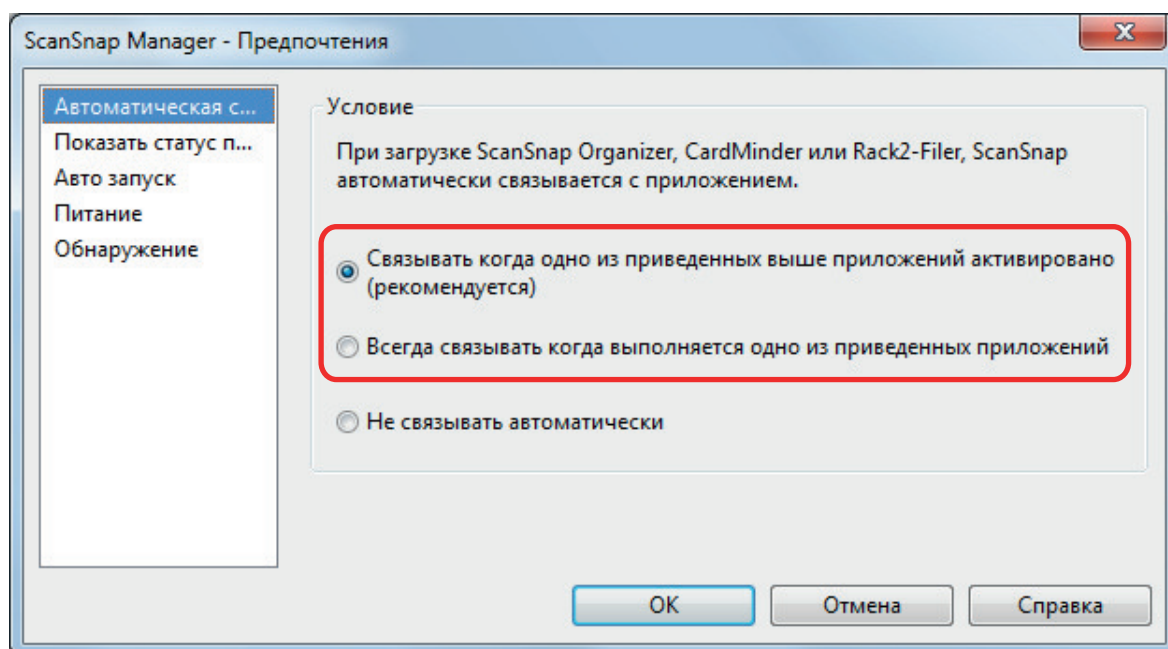 ScanSnap Manager - Предпочтения
Автоматическая с...
Показать статус п...
Авто запуск
Питание
Обнаружение
Условие
При загрузке ScanSnap Organizer, CardMinder или Rack2-Filer, ScanSnap
автоматически связывается с приложением.
Связывать когда одно из приведенных выше приложений активировано
(рекомендуется)
Всегда связывать когда выполняется одно из приведенных приложений
Не связывать автоматически
OK
Отмена
Справка